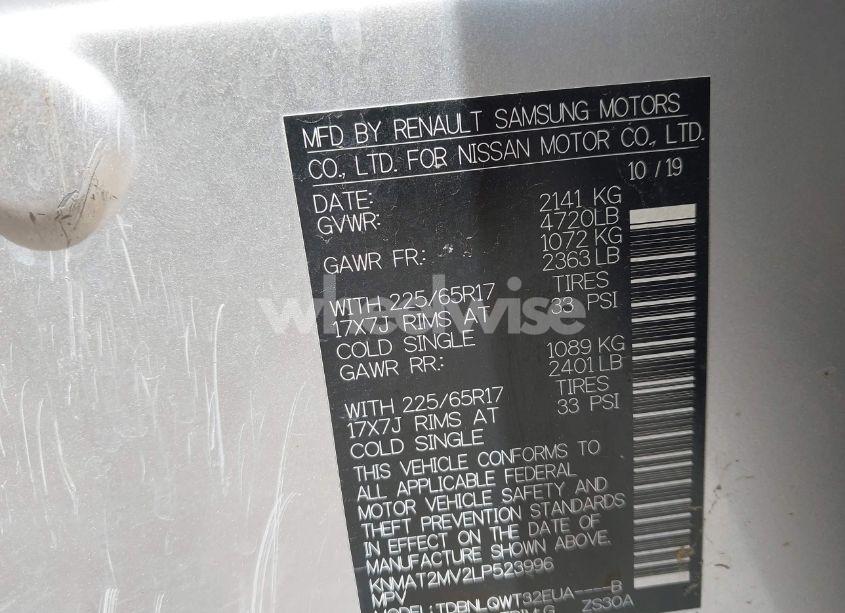 MFD BY RENAULT SAMSUNG MOTORS
CO., LTD. FOR NISSAN MOTOR CO., LTD.
DATE: 10 / 19
GVWR: 2141 KG
4720LB
GAWR FR: 1072 KG
2363 LB
WITH 225/65R17 TIRES
17X7J RIMS AT 33 PSI
COLD SINGLE
GAWR RR: 1089 KG
2401 LB
WITH 225/65R17 TIRES
17X7J RIMS AT 33 PSI
COLD SINGLE
THIS VEHICLE CONFORMS TO
ALL APPLICABLE FEDERAL
MOTOR VEHICLE SAFETY AND
THEFT PREVENTION STANDARDS
IN EFFECT ON THE DATE OF
MANUFACTURE SHOWN ABOVE.
KNMAT2MV2LP523996
MPV
MODEL: TDBNLQWT32EUA----B
ZS30A
wheelwise